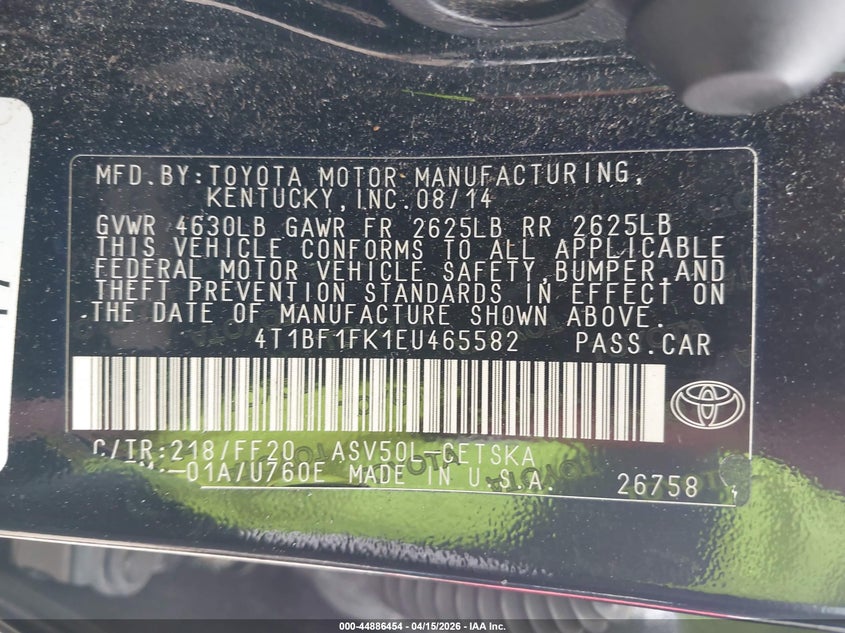 MFD.BY:TOYOTA MOTOR MANUFACTURING,
KENTUCKY, INC. 08/14
GVWR 4630LB GAWR FR 2625LB RR 2625LB
THIS VEHICLE CONFORMS TO ALL APPLICABLE
FEDERAL MOTOR VEHICLE SAFETY, BUMPER, AND
THEFT PREVENTION STANDARDS IN EFFECT ON
THE DATE OF MANUFACTURE SHOWN ABOVE.
4T1BF1FK1EU465582 PASS.CAR
C/TR:218/FF20 ASV50L-CETSKA
-01A/U760E MADE IN U.S.A. 26758
000-44886454 - 04/15/2026 - IAA Inc.